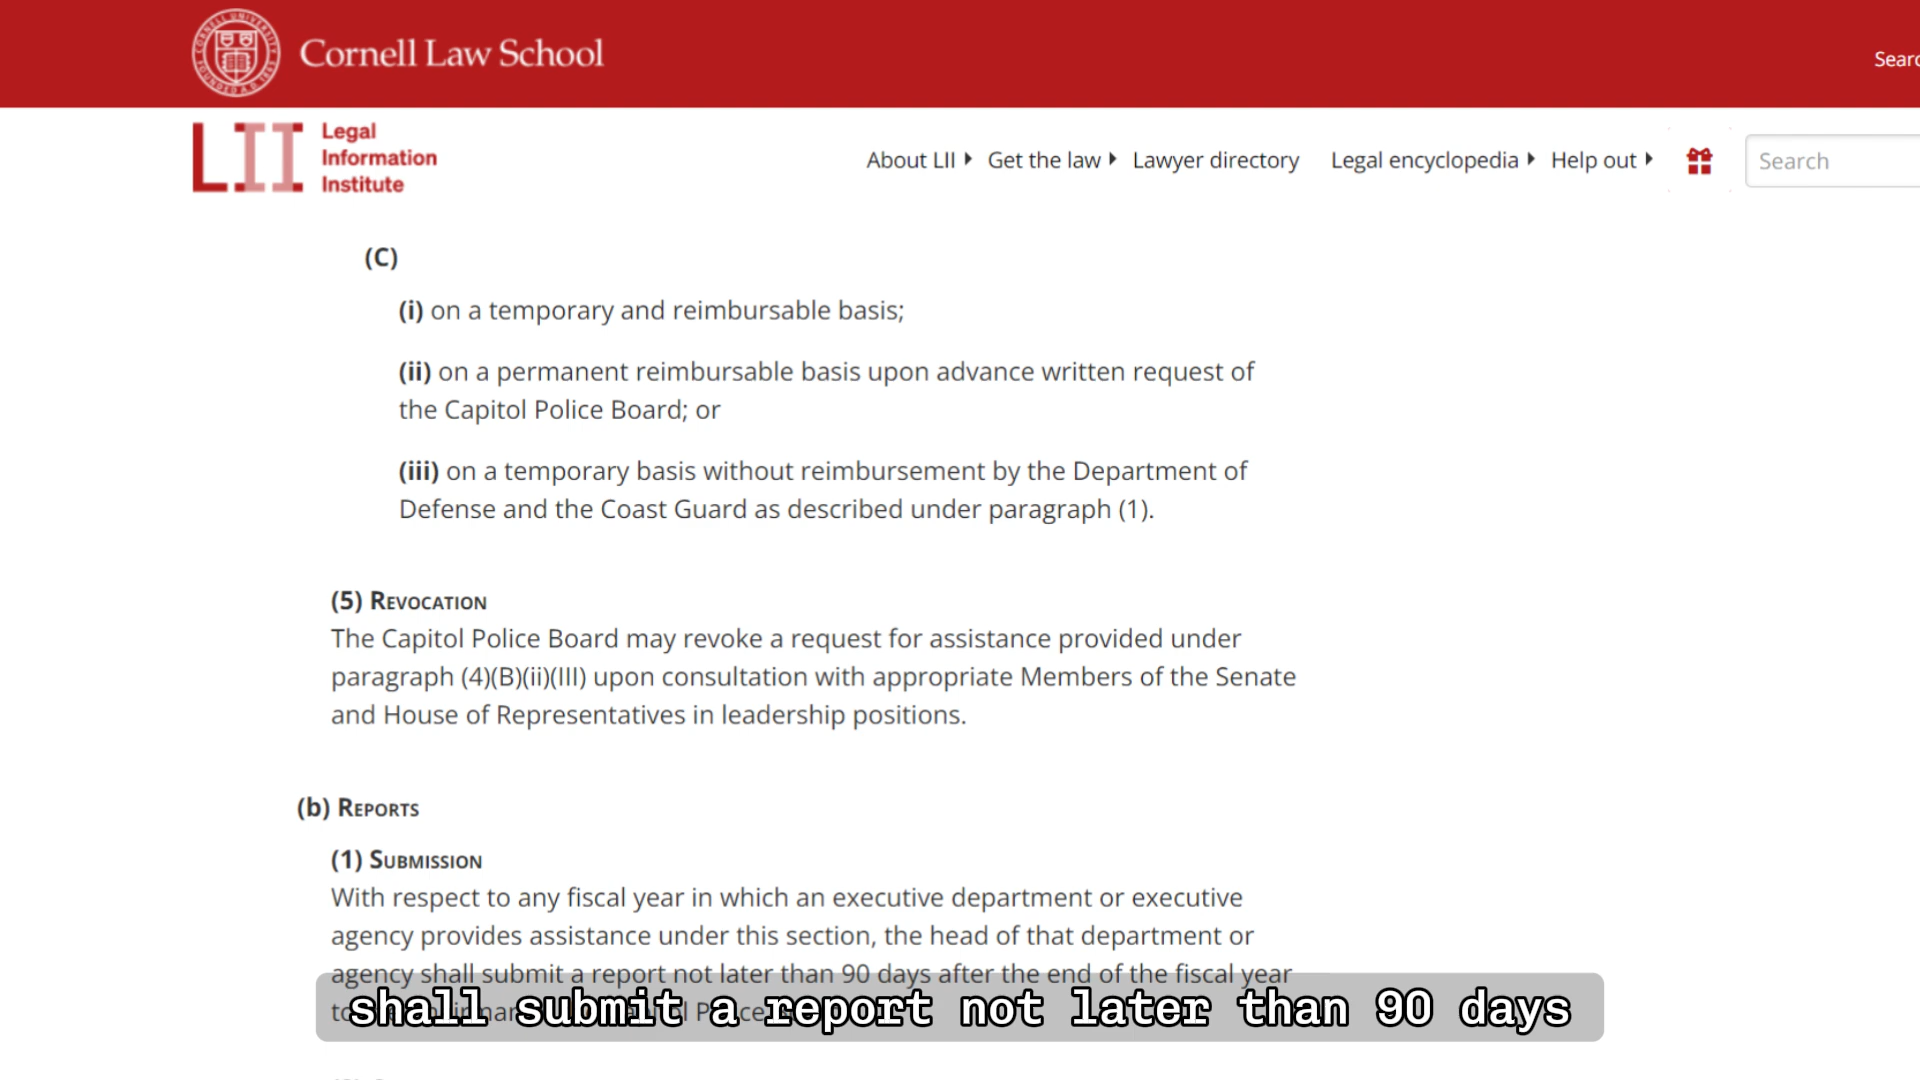 Cornell Law School
Sear
LII Legal
Information
Institute
About LII Get the law Lawyer directory Legal encyclopedia Help out Search
(C)
(i) on a temporary and reimbursable basis;
(ii) on a permanent reimbursable basis upon advance written request of
the Capitol Police Board; or
(iii) on a temporary basis without reimbursement by the Department of
Defense and the Coast Guard as described under paragraph (1).
(5) Revocation
The Capitol Police Board may revoke a request for assistance provided under
paragraph (4)(B)(ii)(III) upon consultation with appropriate Members of the Senate
and House of Representatives in leadership positions.
(b) Reports
(1) Submission
With respect to any fiscal year in which an executive department or executive
agency provides assistance under this section, the head of that department or
agency shall submit a report not later than 90 days after the end of the fiscal year
shall submit a report not later than 90 days